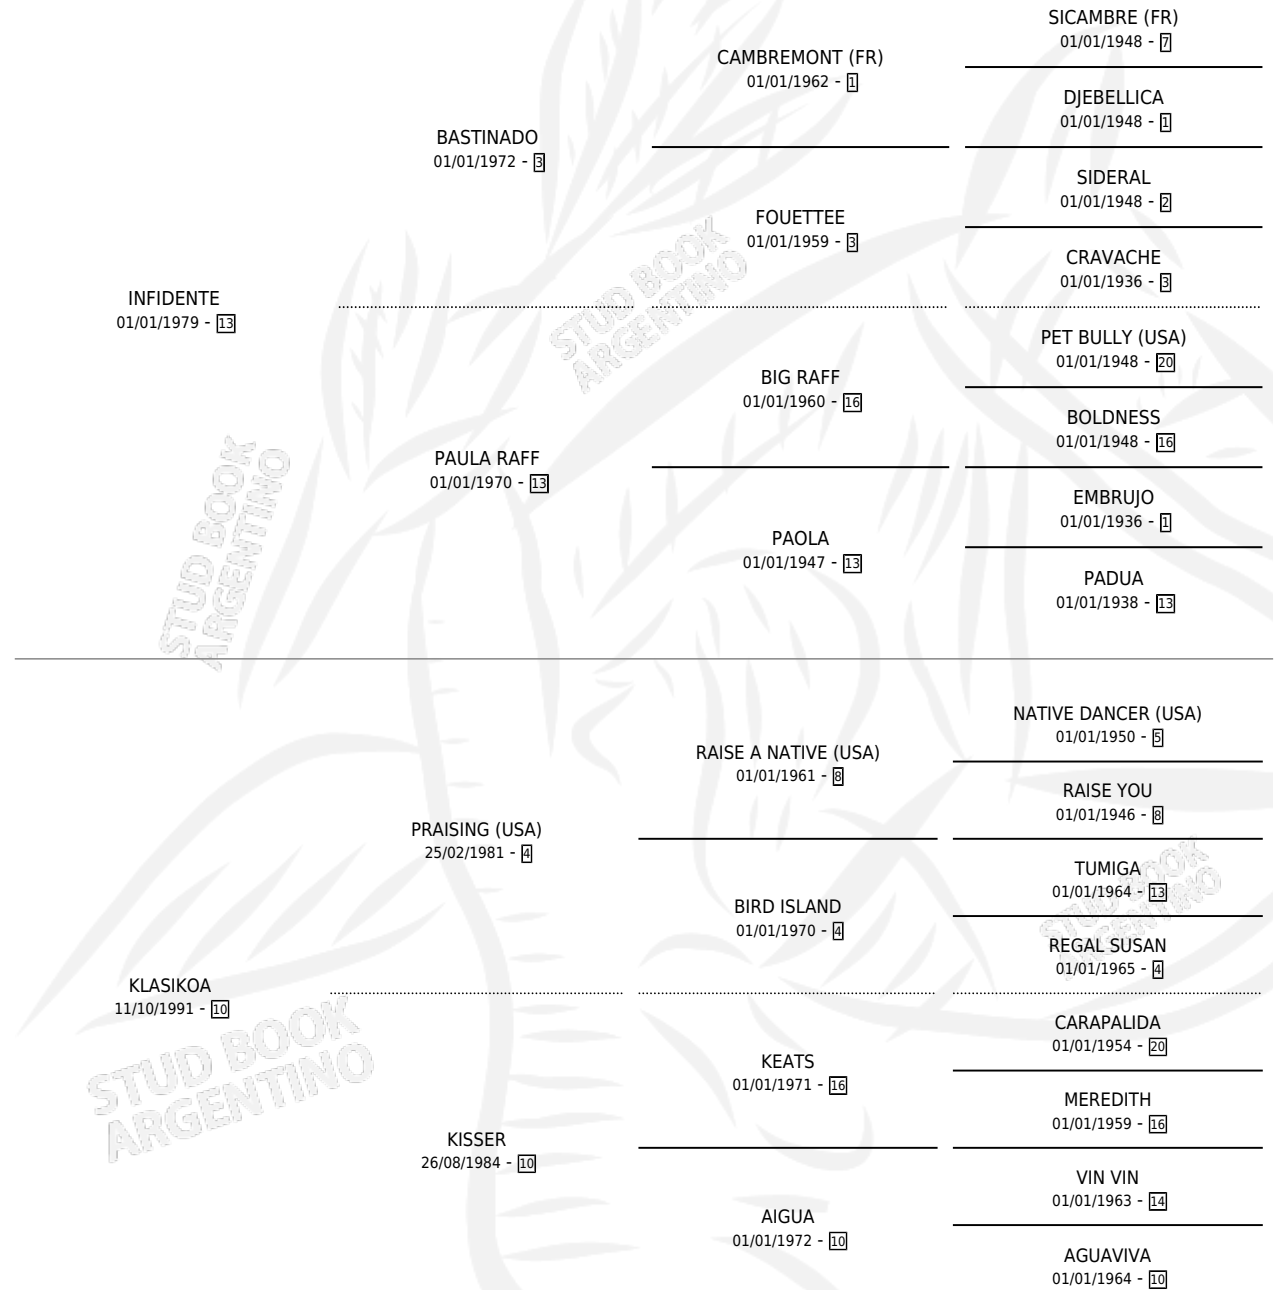 SICAMBRE (FR)
01/01/1948 - 7
CAMBREMONT (FR)
01/01/1962 - 1
DJEBELLICA
01/01/1948 - 1
BASTINADO
01/01/1972 - 3
SIDERAL
01/01/1948 - 2
FOUETTEE
01/01/1959 - 3
CRAVACHE
01/01/1936 - 3
INFIDENTE
01/01/1979 - 13
PET BULLY (USA)
01/01/1948 - 20
BIG RAFF
01/01/1960 - 16
BOLDNESS
01/01/1948 - 16
PAULA RAFF
01/01/1970 - 13
EMBRUJO
01/01/1936 - 1
PAOLA
01/01/1947 - 13
PADUA
01/01/1938 - 13
STUD BOOK
ARGENTINO
STUD BOOK
ARGENTINO
NATIVE DANCER (USA)
01/01/1950 - 5
RAISE A NATIVE (USA)
01/01/1961 - 8
RAISE YOU
01/01/1946 - 8
PRAISING (USA)
25/02/1981 - 4
TUMIGA
01/01/1964 - 13
BIRD ISLAND
01/01/1970 - 4
REGAL SUSAN
01/01/1965 - 4
KLASIKOA
11/10/1991 - 10
CARAPALIDA
01/01/1954 - 20
KEATS
01/01/1971 - 16
MEREDITH
01/01/1959 - 16
KISSER
26/08/1984 - 10
VIN VIN
01/01/1963 - 14
AIGUA
01/01/1972 - 10
AGUAVIVA
01/01/1964 - 10
STUD BOOK
ARGENTINO
STUD BOOK
ARGENTINO